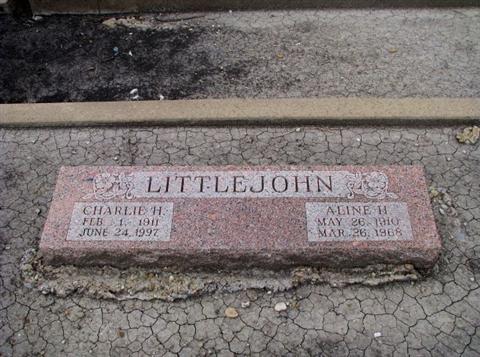 LITTLEJOHN
CHARLIE H.
FEB. 1, 1911
JUNE 24, 1997
ALINE H.
MAY 26, 1910
MAR. 26, 1968